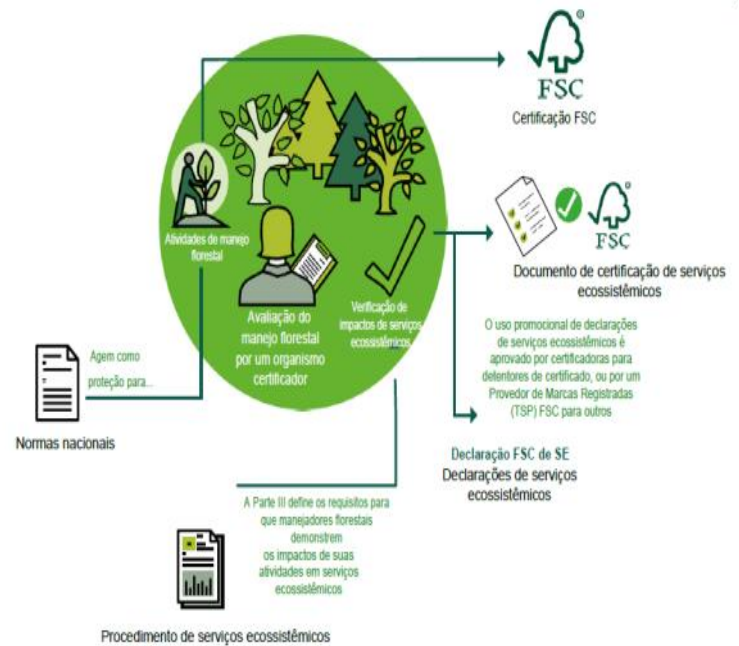 FSC
Certificação FSC
Atividades de manejo
florestal
Avaliação do
manejo florestal
por um organismo
certificador
Verificação de
impactos de serviços
ecossistêmicos
FSC
Documento de certificação de serviços
ecossistêmicos
O uso promocional de declarações
de serviços ecossistêmicos é
aprovado por certificadoras para
detentores de certificado, ou por um
Provedor de Marcas Registradas
(TSP) FSC para outros
Agem como
proteção para...
Normas nacionais
Declaração FSC de SE
Declarações de serviços
ecossistêmicos
A Parte III define os requisitos para
que manejadores florestais
demonstrem
os impactos de suas
atividades em serviços
ecossistêmicos
Procedimento de serviços ecossistêmicos